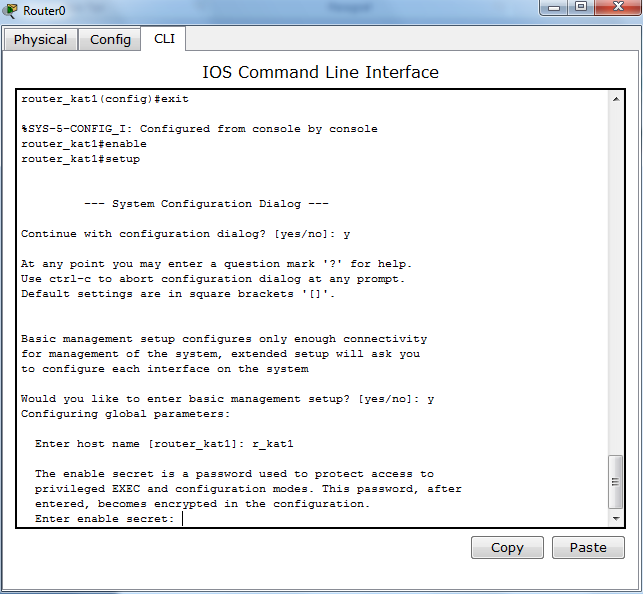 Router0
Physical Config CLI
IOS Command Line Interface
router_kat1(config)#exit
%SYS-5-CONFIG_I: Configured from console by console
router_kat1#enable
router_kat1#setup
--- System Configuration Dialog ---
Continue with configuration dialog? [yes/no]: y
At any point you may enter a question mark '?' for help.
Use ctrl-c to abort configuration dialog at any prompt.
Default settings are in square brackets '[]'.
Basic management setup configures only enough connectivity
for management of the system, extended setup will ask you
to configure each interface on the system
Would you like to enter basic management setup? [yes/no]: y
Configuring global parameters:
Enter host name [router_kat1]: r_kat1
The enable secret is a password used to protect access to
privileged EXEC and configuration modes. This password, after
entered, becomes encrypted in the configuration.
Enter enable secret:
Copy Paste